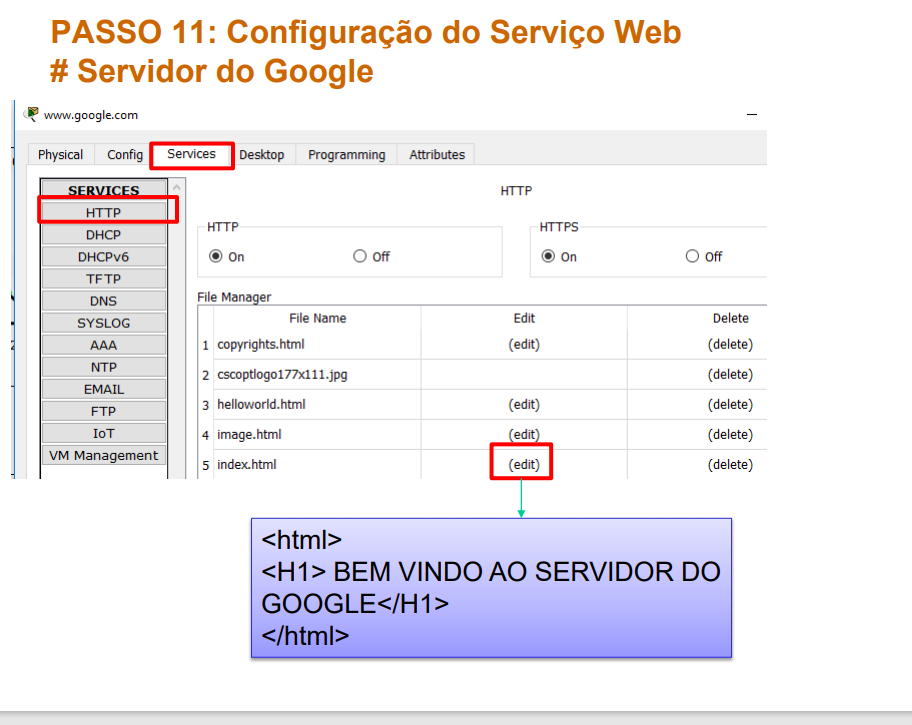 PASSO 11: Configuração do Serviço Web
# Servidor do Google
www.google.com
Physical Config Services Desktop Programming Attributes
SERVICES
HTTP
DHCP
DHCPv6
TFTP
DNS
SYSLOG
AAA
NTP
EMAIL
FTP
IoT
VM Management
HTTP
HTTP HTTPS
On Off On Off
File Manager
File Name Edit Delete
1 copyrights.html (edit) (delete)
2 cscoptlogo177x111.jpg (delete)
3 helloworld.html (edit) (delete)
4 image.html (edit) (delete)
5 index.html (edit) (delete)
<html>
<H1> BEM VINDO AO SERVIDOR DO
GOOGLE</H1>
</html>